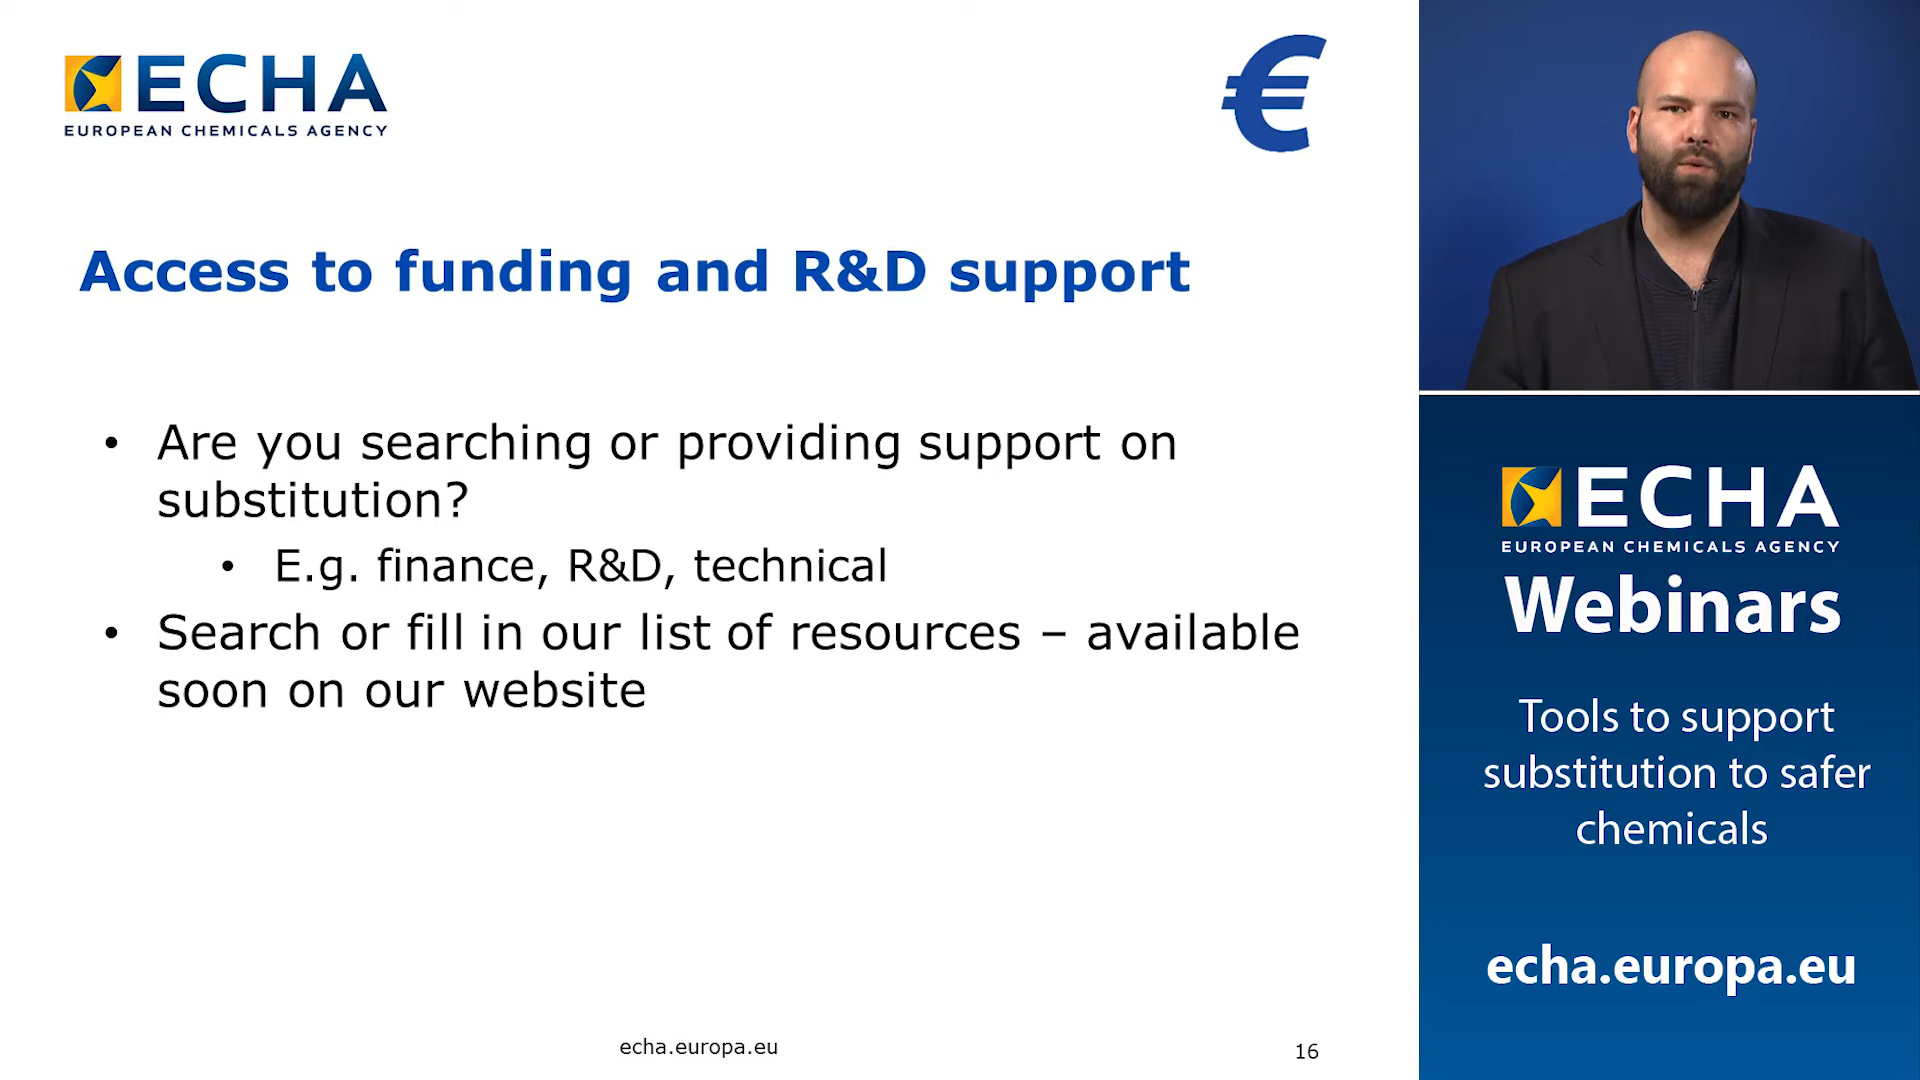 ECHA
EUROPEAN CHEMICALS AGENCY
€
Access to funding and R&D support
• Are you searching or providing support on
substitution?
• E.g. finance, R&D, technical
• Search or fill in our list of resources – available
soon on our website
echa.europa.eu
16
ECHA
EUROPEAN CHEMICALS AGENCY
Webinars
Tools to support
substitution to safer
chemicals
echa.europa.eu